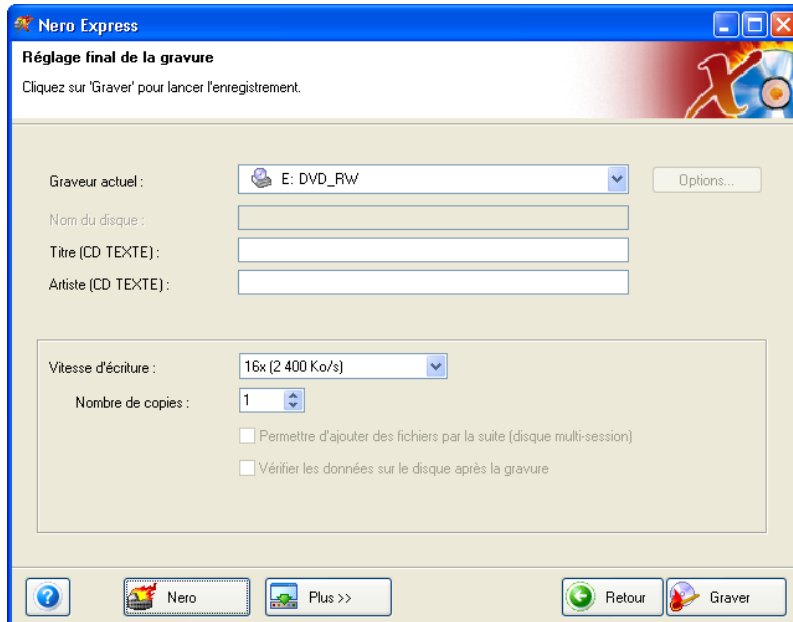 Nero Express
Réglage final de la gravure
Cliquez sur 'Graver' pour lancer l'enregistrement.
Graveur actuel :
E: DVD_RW
Options...
Nom du disque :
Titre (CD TEXTE) :
Artiste (CD TEXTE) :
Vitesse d'écriture :
16x (2 400 Ko/s)
Nombre de copies :
1
Permettre d'ajouter des fichiers par la suite (disque multi-session)
Vérifier les données sur le disque après la gravure
Nero
Plus >>
Retour
Graver